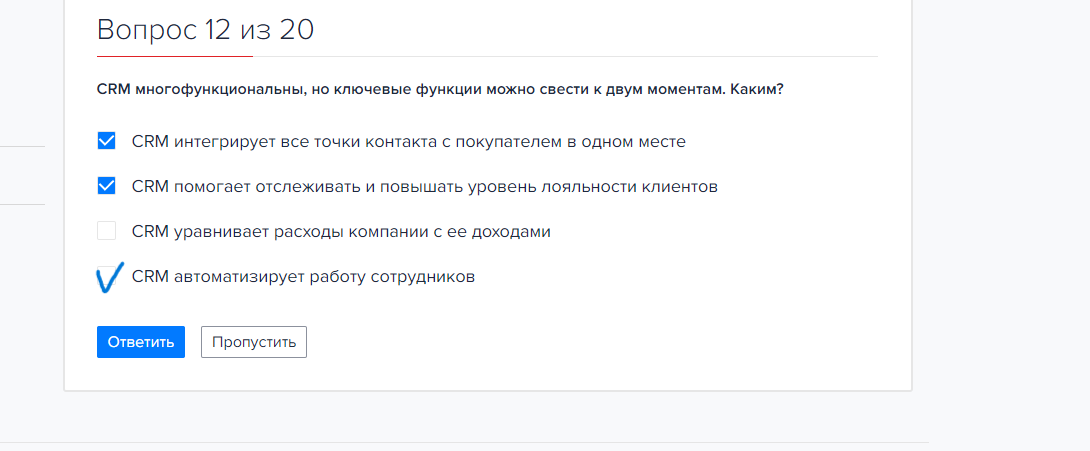 Вопрос 12 из 20
CRM многофункциональны, но ключевые функции можно свести к двум моментам. Каким?
CRM интегрирует все точки контакта с покупателем в одном месте
CRM помогает отслеживать и повышать уровень лояльности клиентов
CRM уравнивает расходы компании с ее доходами
CRM автоматизирует работу сотрудников
Ответить Пропустить